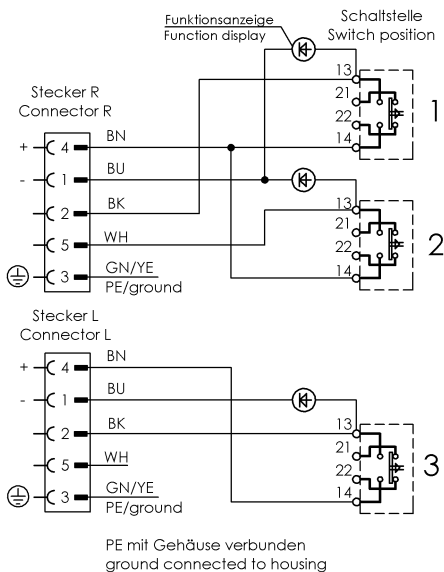 Funktionsanzeige
Function display
Schaltstelle
Switch position
Stecker R
Connector R
+ 4 BN
- 1 BU
2 BK
5 WH
3 GN/YE
PE/ground
13
21
22
14
1
13
21
22
14
2
Stecker L
Connector L
+ 4 BN
- 1 BU
2 BK
5 WH
3 GN/YE
PE/ground
13
21
22
14
3
PE mit Gehäuse verbunden
ground connected to housing